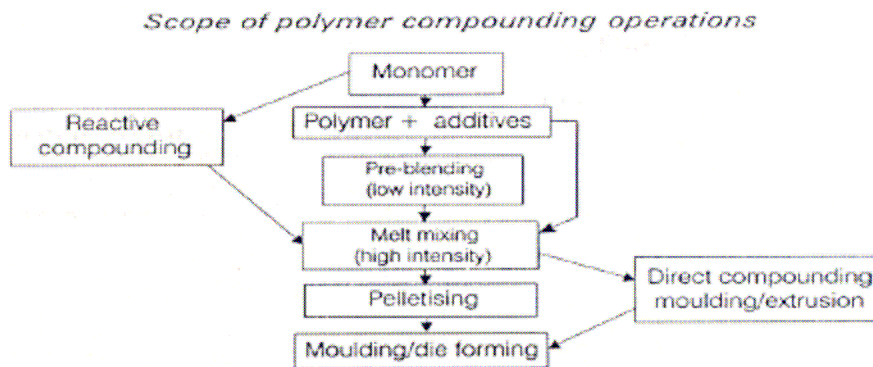 Scope of polymer compounding operations
Monomer
Reactive
compounding
Polymer + additives
Pre-blending
(low intensity)
Melt mixing
(high intensity)
Direct compounding
moulding/extrusion
Pelletising
Moulding/die forming